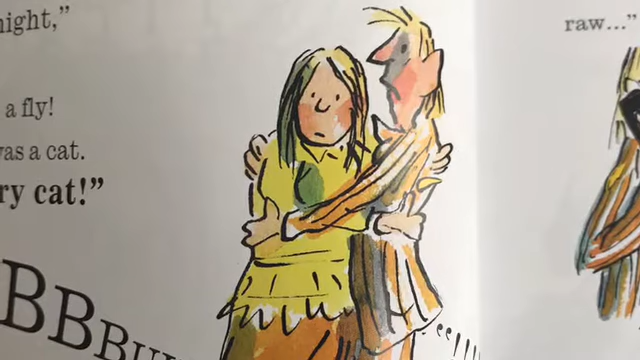 night,”
a fly!
was a cat.
ry cat!”
BBBU
raw...”